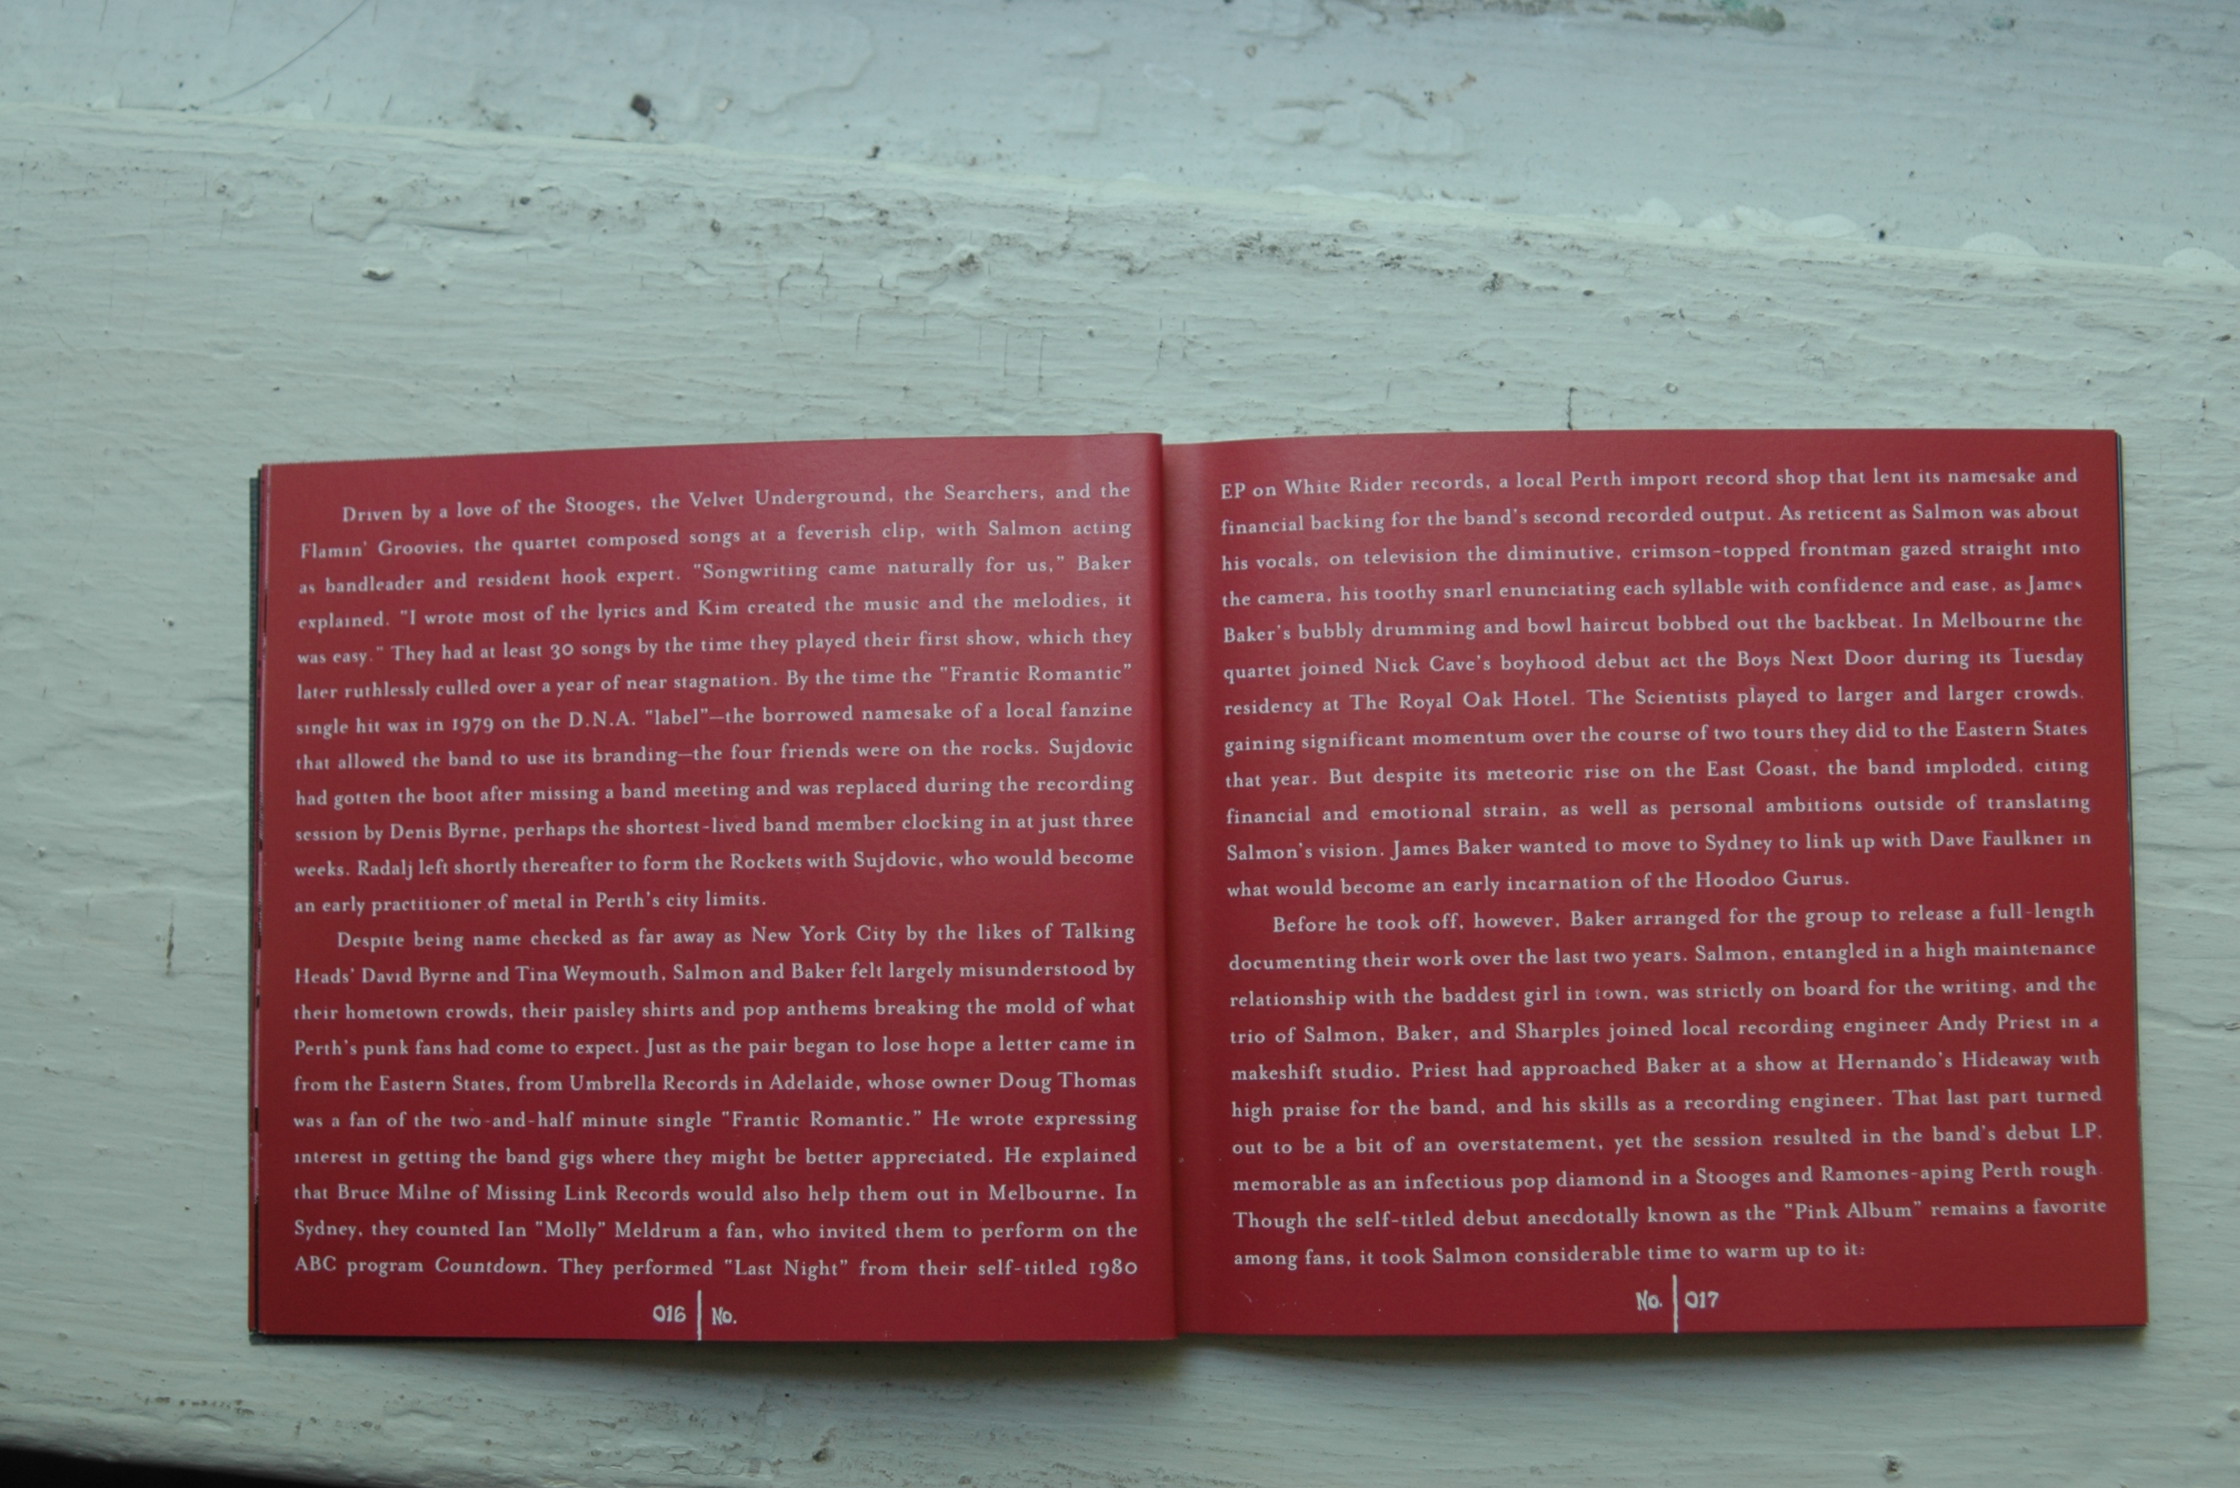 Driven by a love of the Stooges, the Velvet Underground, the Searchers, and the
Flamin' Groovies, the quartet composed songs at a feverish clip, with Salmon acting
as bandleader and resident hook expert. "Songwriting came naturally for us," Baker
explained. "I wrote most of the lyrics and Kim created the music and the melodies, it
was easy." They had at least 30 songs by the time they played their first show, which they
later ruthlessly culled over a year of near stagnation. By the time the "Frantic Romantic"
single hit wax in 1979 on the D.N.A. "label"—the borrowed namesake of a local fanzine
that allowed the band to use its branding—the four friends were on the rocks. Sujdovic
had gotten the boot after missing a band meeting and was replaced during the recording
session by Denis Byrne, perhaps the shortest-lived band member clocking in at just three
weeks. Radalj left shortly thereafter to form the Rockets with Sujdovic, who would become
an early practitioner of metal in Perth's city limits.
Despite being name checked as far away as New York City by the likes of Talking
Heads' David Byrne and Tina Weymouth, Salmon and Baker felt largely misunderstood by
their hometown crowds, their paisley shirts and pop anthems breaking the mold of what
Perth's punk fans had come to expect. Just as the pair began to lose hope a letter came in
from the Eastern States, from Umbrella Records in Adelaide, whose owner Doug Thomas
was a fan of the two-and-half minute single "Frantic Romantic." He wrote expressing
interest in getting the band gigs where they might be better appreciated. He explained
that Bruce Milne of Missing Link Records would also help them out in Melbourne. In
Sydney, they counted Ian "Molly" Meldrum a fan, who invited them to perform on the
ABC program Countdown. They performed "Last Night" from their self-titled 1980
016 | No.
EP on White Rider records, a local Perth import record shop that lent its namesake and
financial backing for the band's second recorded output. As reticent as Salmon was about
his vocals, on television the diminutive, crimson-topped frontman gazed straight into
the camera, his toothy snarl enunciating each syllable with confidence and ease, as James
Baker's bubbly drumming and bowl haircut bobbed out the backbeat. In Melbourne the
quartet joined Nick Cave's boyhood debut act the Boys Next Door during its Tuesday
residency at The Royal Oak Hotel. The Scientists played to larger and larger crowds,
gaining significant momentum over the course of two tours they did to the Eastern States
that year. But despite its meteoric rise on the East Coast, the band imploded, citing
financial and emotional strain, as well as personal ambitions outside of translating
Salmon's vision. James Baker wanted to move to Sydney to link up with Dave Faulkner in
what would become an early incarnation of the Hoodoo Gurus.
Before he took off, however, Baker arranged for the group to release a full-length
documenting their work over the last two years. Salmon, entangled in a high maintenance
relationship with the baddest girl in town, was strictly on board for the writing, and the
trio of Salmon, Baker, and Sharples joined local recording engineer Andy Priest in a
makeshift studio. Priest had approached Baker at a show at Hernando's Hideaway with
high praise for the band, and his skills as a recording engineer. That last part turned
out to be a bit of an overstatement, yet the session resulted in the band's debut LP,
memorable as an infectious pop diamond in a Stooges and Ramones-aping Perth rough.
Though the self-titled debut anecdotally known as the "Pink Album" remains a favorite
among fans, it took Salmon considerable time to warm up to it:
No. | 017